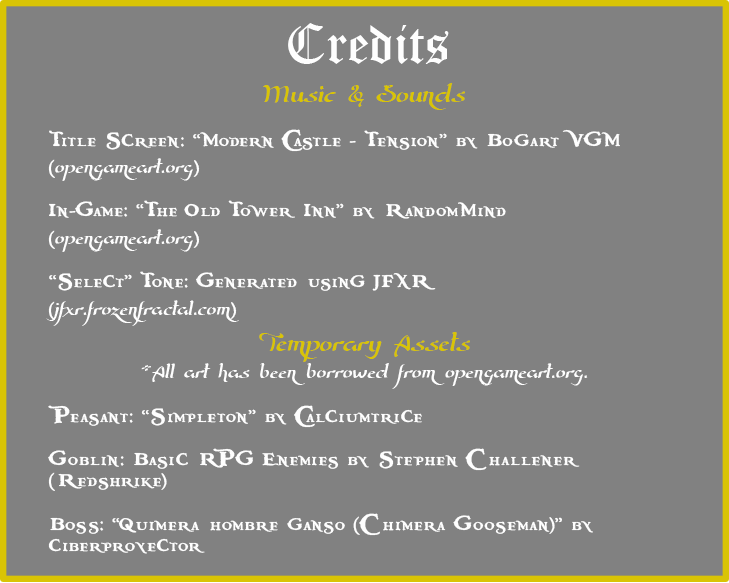 Credits
Music & Sounds
Title Screen: “Modern Castle - Tension” by BoGart VGM
(opengameart.org)
In-Game: “The Old Tower Inn” by RandomMind
(opengameart.org)
“Select” Tone: Generated using JFXR
(jfxr.frozenfractal.com)
Temporary Assets
*All art has been borrowed from opengameart.org.
Peasant: “Simpleton” by Calciumtrice
Goblin: Basic RPG Enemies by Stephen Challener
(Redshrike)
Boss: “Quimera hombre Ganso (Chimera Gooseman)” by
Ciberproyector